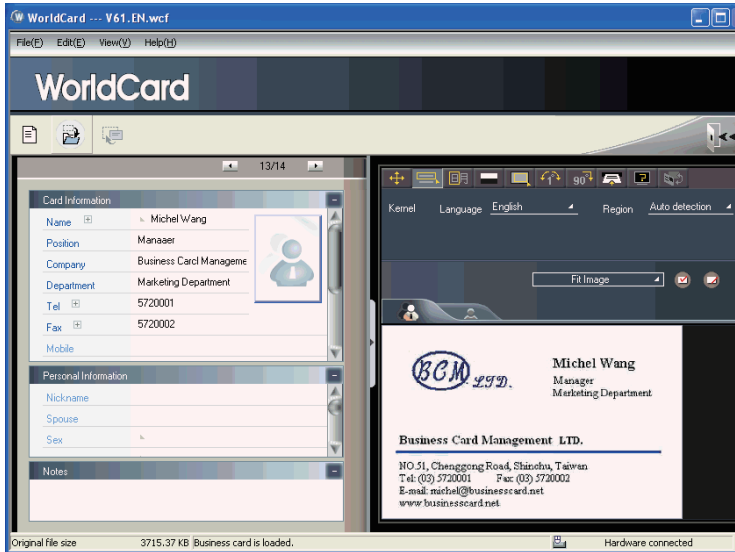 WorldCard --- V61.EN.wcf
File(F) Edit(E) View(V) Help(H)
WorldCard
13/14
Card Information
Name Michel Wang
Position Manaaer
Company Business Carcl Manageme
Department Marketing Department
Tel 5720001
Fax 5720002
Mobile
Personal Information
Nickname
Spouse
Sex
Notes
Kernel Language English Region Auto detection
Fit Image
BCM LTD.
Michel Wang
Manager
Marketing Department
Business Card Management LTD.
NO.51, Chenggong Road, Shinchu, Taiwan
Tel: (03) 5720001 Fax: (03) 5720002
E-mail: michel@businesscard.net
www.businesscard.net
Original file size 3715.37 KB Business card is loaded. Hardware connected